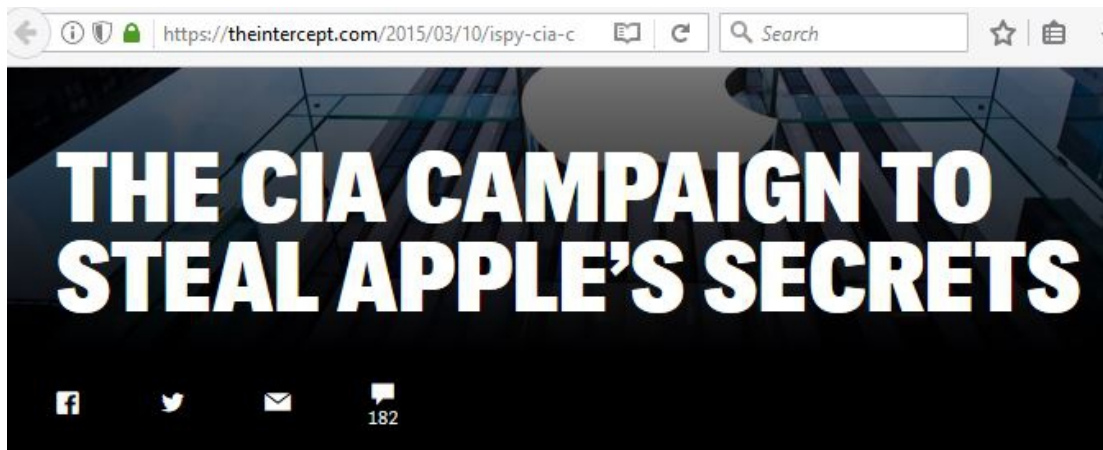 https://theintercept.com/2015/03/10/ispy-cia-c
Search
THE CIA CAMPAIGN TO
STEAL APPLE’S SECRETS
182